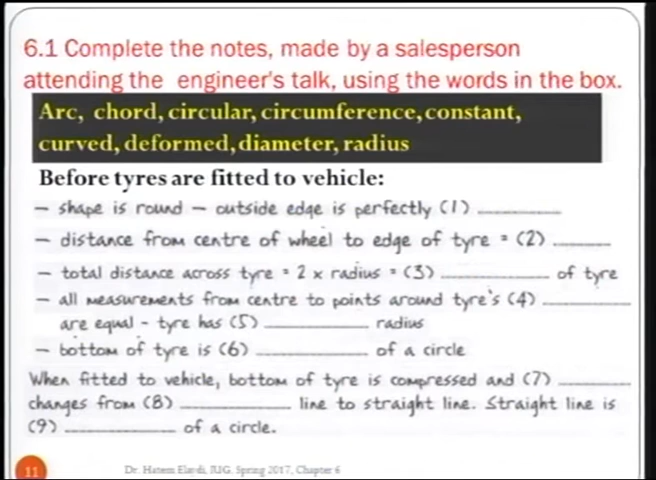 6.1 Complete the notes, made by a salesperson
attending the engineer's talk, using the words in the box.
Arc, chord, circular, circumference, constant,
curved, deformed, diameter, radius
Before tyres are fitted to vehicle:
– shape is round – outside edge is perfectly (1) ________
– distance from centre of wheel to edge of tyre = (2) ______
– total distance across tyre = 2 x radius = (3) __________ of tyre
– all measurements from centre to points around tyre's (4) ________
are equal – tyre has (5) __________ radius
– bottom of tyre is (6) __________ of a circle
When fitted to vehicle, bottom of tyre is compressed and (7) _______
changes from (8) __________ line to straight line. Straight line is
(9) __________ of a circle.
11
Dr. Hatem Elaydi, IUG, Spring 2017, Chapter 6